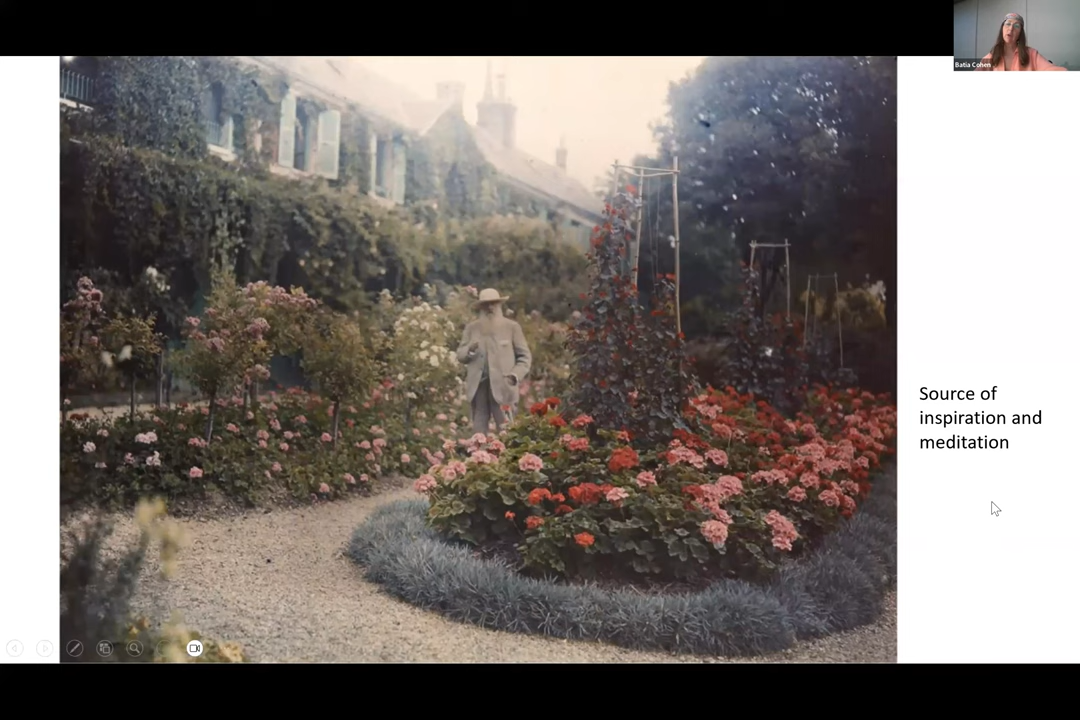 Batia Cohen
Source of
inspiration and
meditation